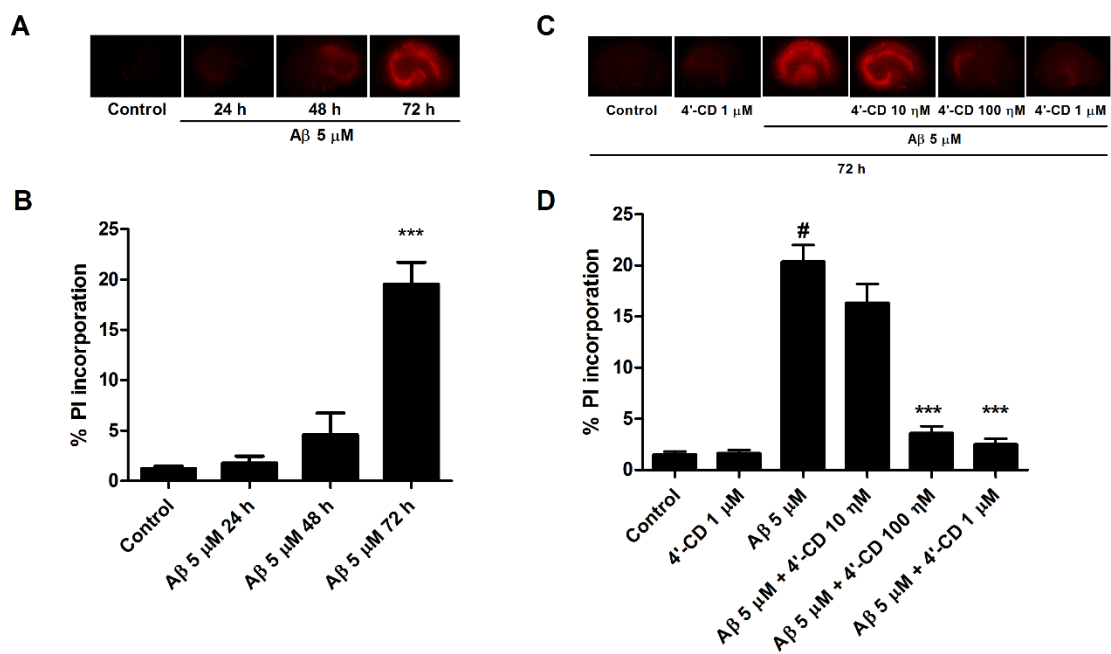 A
Control
24 h
48 h
72 h
Aβ 5 μM
C
Control
4'-CD 1 μM
4'-CD 10 ηM
4'-CD 100 ηM
4'-CD 1 μM
Aβ 5 μM
72 h
B
% PI incorporation
25
20
15
10
5
0
***
Control
Aβ 5 μM 24 h
Aβ 5 μM 48 h
Aβ 5 μM 72 h
D
% PI incorporation
25
20
15
10
5
0
#
***
***
Control
4'-CD 1 μM
Aβ 5 μM
Aβ 5 μM + 4'-CD 10 ηM
Aβ 5 μM + 4'-CD 100 ηM
Aβ 5 μM + 4'-CD 1 μM